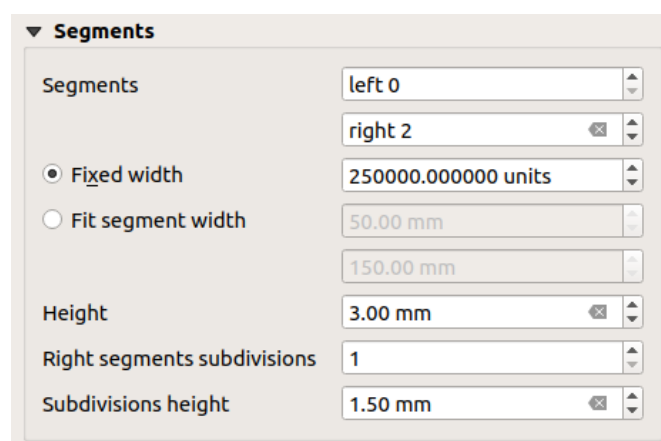 Segments
Segments left 0
right 2
Fixed width 250000.000000 units
Fit segment width 50.00 mm
150.00 mm
Height 3.00 mm
Right segments subdivisions 1
Subdivisions height 1.50 mm